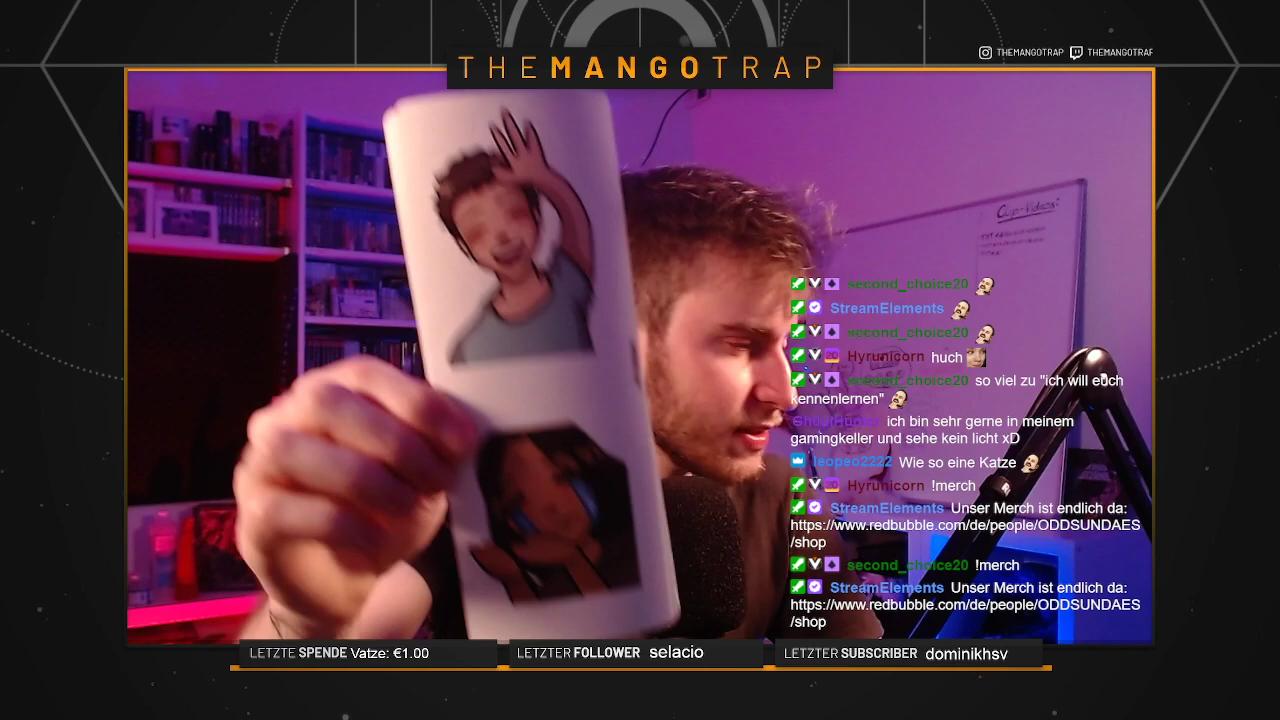 THEMANGOTRAP
THEMANGOTRAP THEMANGOTRAP
second_choice20
StreamElements
second_choice20
Hyrunicorn huch
second_choice20 so viel zu "ich will euch
kennenlernen"
ich bin sehr gerne in meinem
gamingkeller und sehe kein licht xD
leopeo2222 Wie so eine Katze
Hyrunicorn !merch
StreamElements Unser Merch ist endlich da:
https://www.redbubble.com/de/people/ODDSUNDAES
/shop
second_choice20 !merch
StreamElements Unser Merch ist endlich da:
https://www.redbubble.com/de/people/ODDSUNDAES
/shop
LETZTE SPENDE Vatze: €1.00
LETZTER FOLLOWER selacio
LETZTER SUBSCRIBER dominikhsv